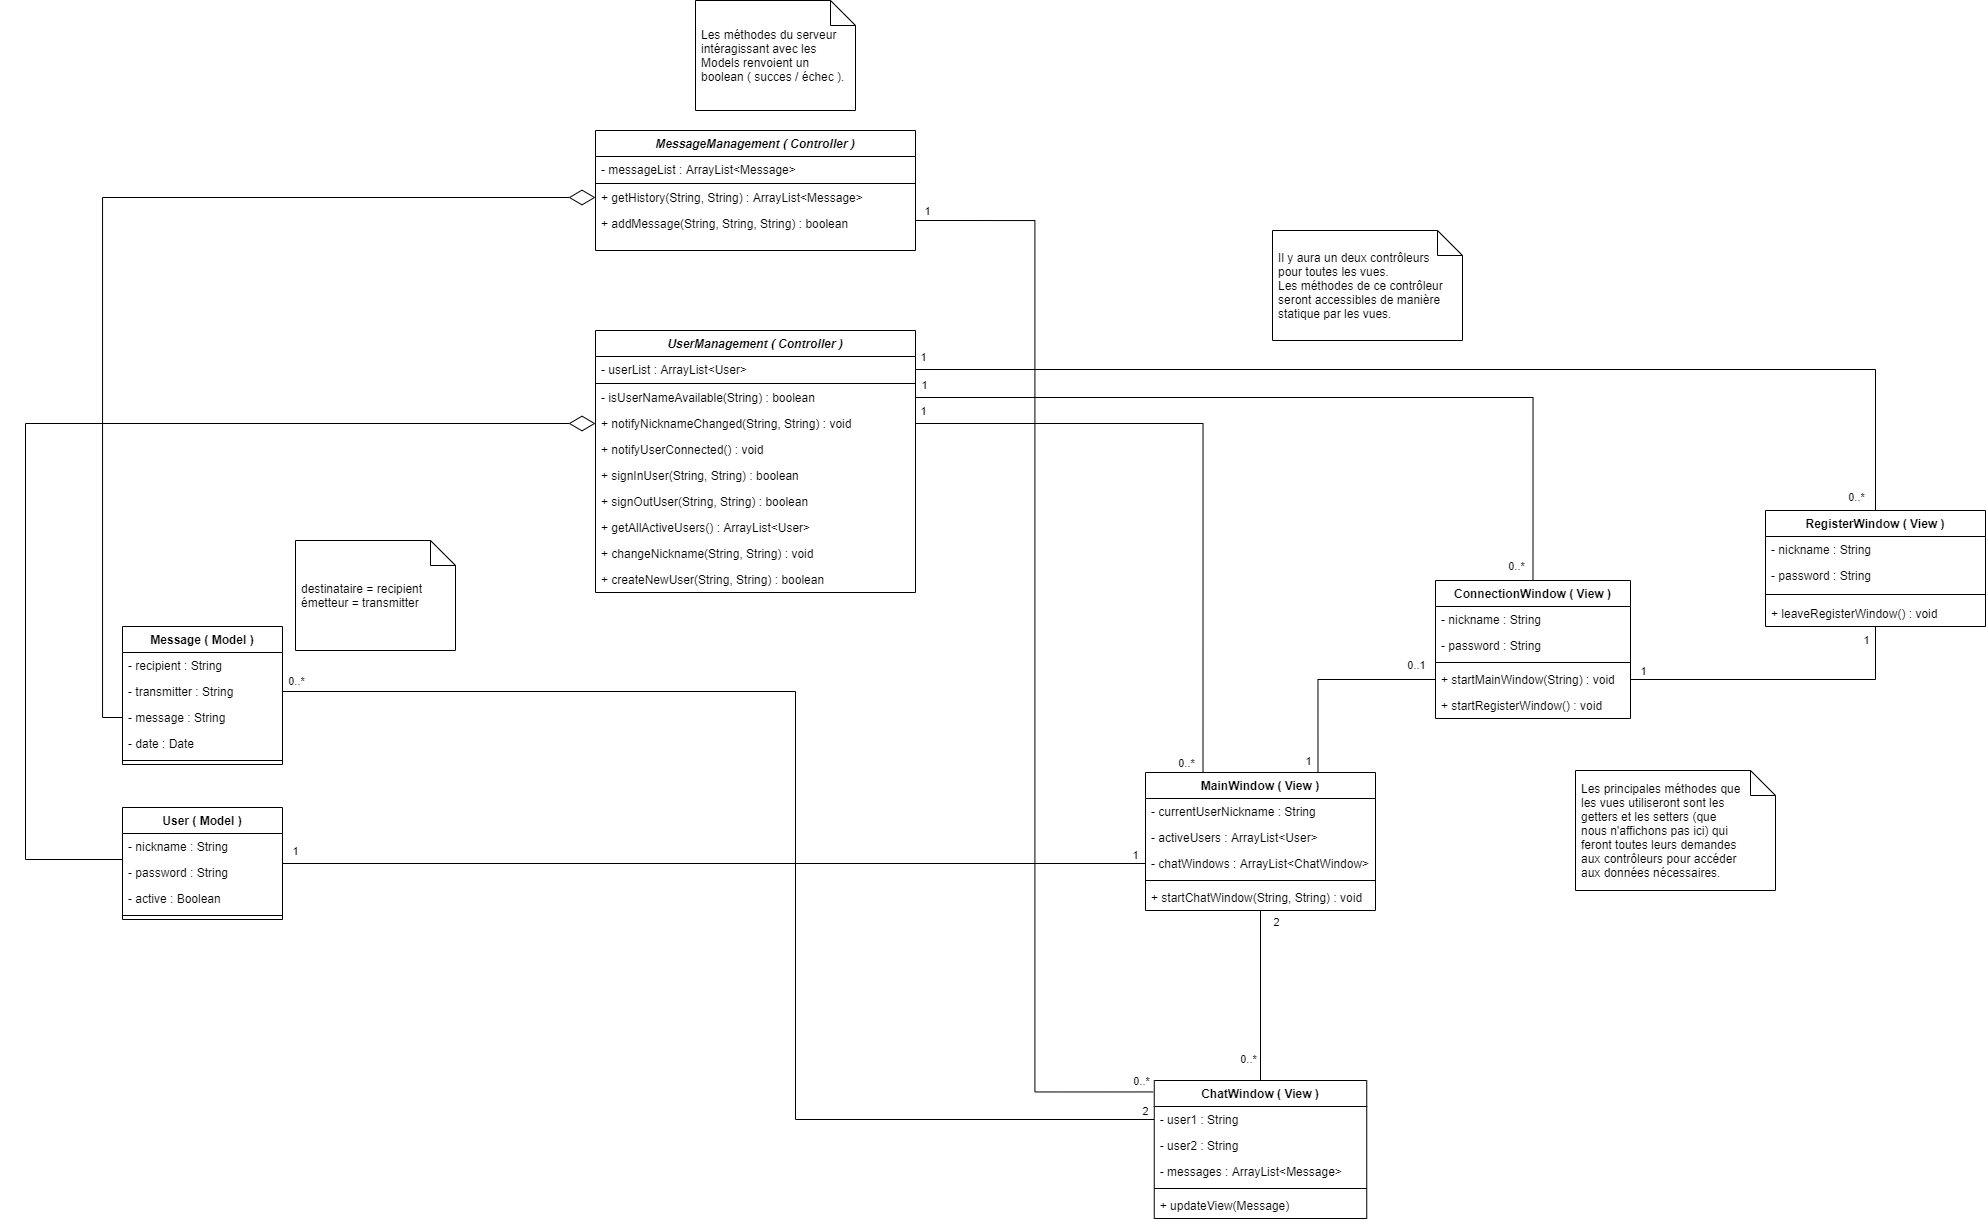 Les méthodes du serveur
intéragissant avec les
Models renvoient un
boolean ( succes / échec ).
MessageManagement ( Controller )
- messageList : ArrayList<Message>
+ getHistory(String, String) : ArrayList<Message>
+ addMessage(String, String, String) : boolean
1
Il y aura un deux contrôleurs
pour toutes les vues.
Les méthodes de ce contrôleur
seront accessibles de manière
statique par les vues.
UserManagement ( Controller )
- userList : ArrayList<User>
- isUserNameAvailable(String) : boolean
+ notifyNicknameChanged(String, String) : void
+ notifyUserConnected() : void
+ signInUser(String, String) : boolean
+ signOutUser(String, String) : boolean
+ getAllActiveUsers() : ArrayList<User>
+ changeNickname(String, String) : void
+ createNewUser(String, String) : boolean
1
1
1
0..*
RegisterWindow ( View )
- nickname : String
- password : String
+ leaveRegisterWindow() : void
1
0..*
ConnectionWindow ( View )
- nickname : String
- password : String
+ startMainWindow(String) : void
+ startRegisterWindow() : void
0..1
1
destinataire = recipient
émetteur = transmitter
Message ( Model )
- recipient : String
- transmitter : String
- message : String
- date : Date
0..*
User ( Model )
- nickname : String
- password : String
- active : Boolean
1
0..*
1
MainWindow ( View )
- currentUserNickname : String
- activeUsers : ArrayList<User>
- chatWindows : ArrayList<ChatWindow>
+ startChatWindow(String, String) : void
1
2
Les principales méthodes que
les vues utiliseront sont les
getters et les setters (que
nous n'affichons pas ici) qui
feront toutes leurs demandes
aux contrôleurs pour accéder
aux données nécessaires.
0..*
0..*
2
ChatWindow ( View )
- user1 : String
- user2 : String
- messages : ArrayList<Message>
+ updateView(Message)